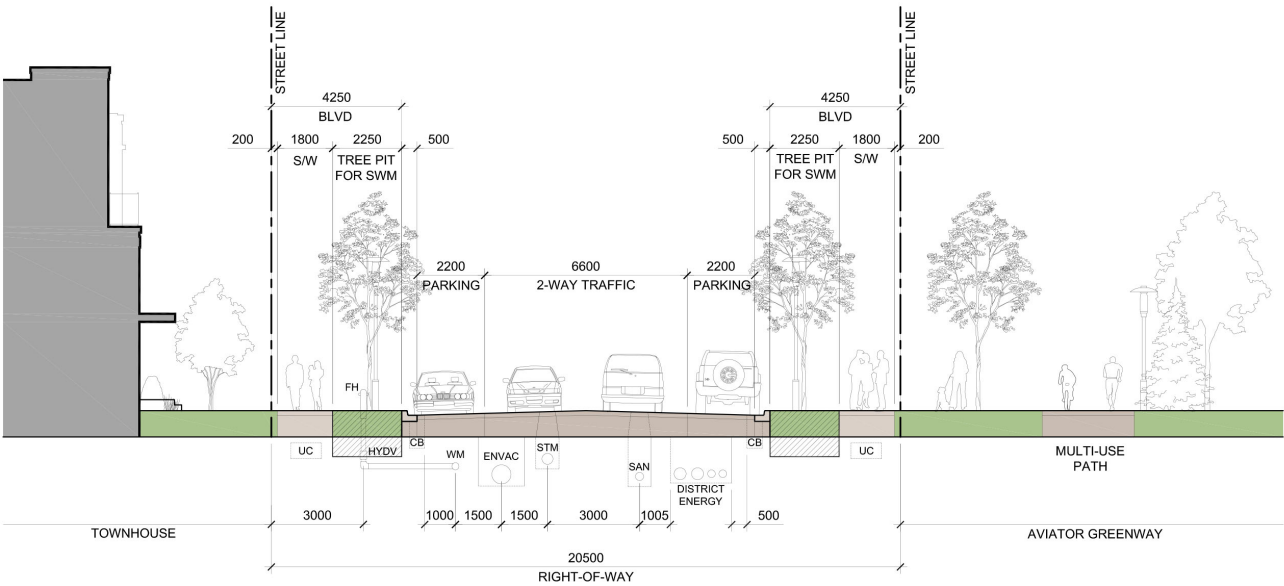 STREET LINE
STREET LINE
4250
BLVD
4250
BLVD
200
1800
S/W
2250
TREE PIT
FOR SWM
500
500
2250
TREE PIT
FOR SWM
1800
S/W
200
2200
PARKING
6600
2-WAY TRAFFIC
2200
PARKING
FH
UC
HYDV
CB
WM
ENVAC
STM
SAN
DISTRICT
ENERGY
CB
UC
MULTI-USE
PATH
3000
1000
1500
1500
3000
1005
500
TOWNHOUSE
AVIATOR GREENWAY
20500
RIGHT-OF-WAY